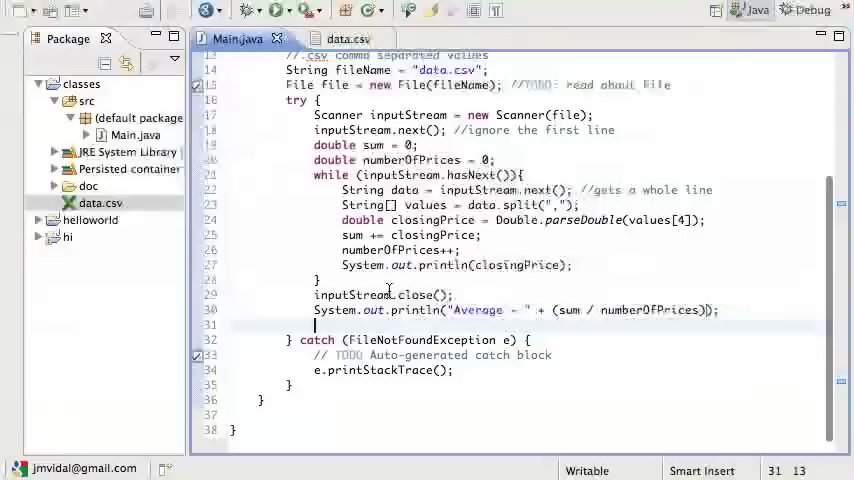 Java
Debug
Package
Main.java
data.csv
classes
src
(default package
Main.java
JRE System Library
Persisted container
doc
data.csv
helloworld
hi
13 //.csv comma separated values
14 String fileName = "data.csv";
15 File file = new File(fileName); //TODO: read about File
16 try {
17 Scanner inputStream = new Scanner(file);
18 inputStream.next(); //ignore the first line
19 double sum = 0;
20 double numberOfPrices = 0;
21 while (inputStream.hasNext()){
22 String data = inputStream.next(); //gets a whole line
23 String[] values = data.split(",");
24 double closingPrice = Double.parseDouble(values[4]);
25 sum += closingPrice;
26 numberOfPrices++;
27 System.out.println(closingPrice);
28 }
29 inputStream.close();
30 System.out.println("Average = " + (sum / numberOfPrices));
31
32 } catch (FileNotFoundException e) {
33 // TODO Auto-generated catch block
34 e.printStackTrace();
35 }
36 }
37
38 }
jmvidal@gmail.com
Writable
Smart Insert
31 13